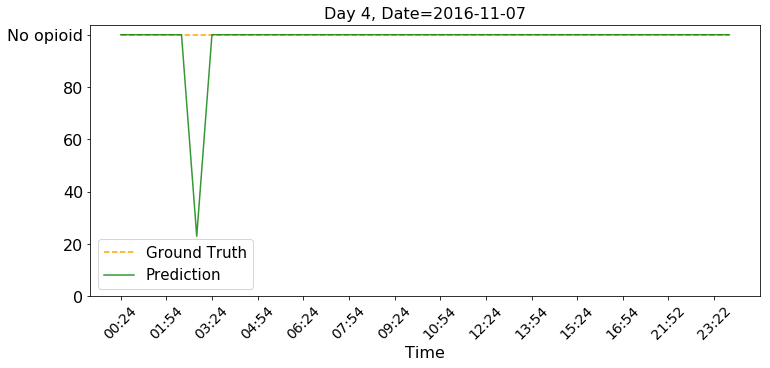 Day 4, Date=2016-11-07
No opioid
80
60
40
20
0
Ground Truth
Prediction
00:24 01:54 03:24 04:54 06:24 07:54 09:24 10:54 12:24 13:54 15:24 16:54 21:52 23:22
Time